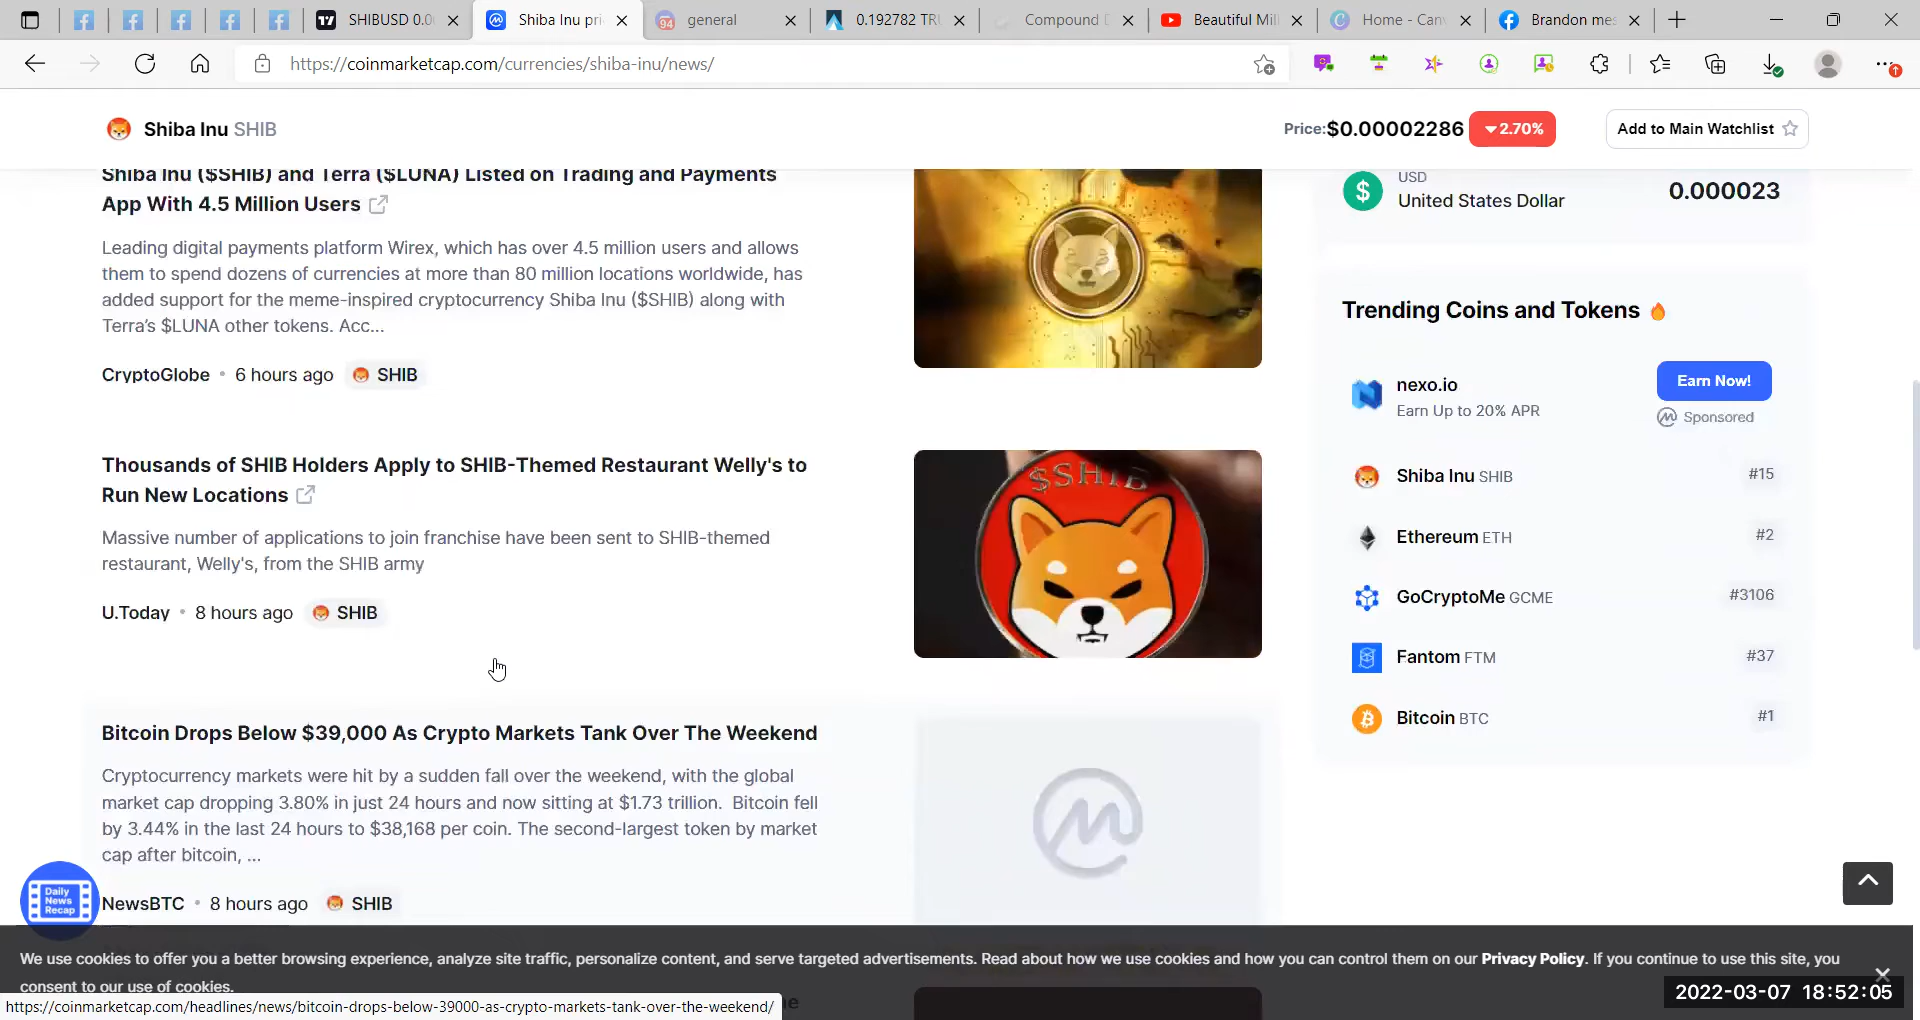 SHIBUSD 0.0
Shiba Inu pri
94
general
0.192782 TR
Compound
Beautiful Mil
Home - Can
Brandon mes
https://coinmarketcap.com/currencies/shiba-inu/news/
Shiba Inu SHIB
Price:$0.00002286
2.70%
Add to Main Watchlist
Shiba Inu ($SHIB) and Terra ($LUNA) Listed on Trading and Payments
App With 4.5 Million Users
Leading digital payments platform Wirex, which has over 4.5 million users and allows
them to spend dozens of currencies at more than 80 million locations worldwide, has
added support for the meme-inspired cryptocurrency Shiba Inu ($SHIB) along with
Terra's $LUNA other tokens. Acc...
CryptoGlobe • 6 hours ago SHIB
Thousands of SHIB Holders Apply to SHIB-Themed Restaurant Welly's to
Run New Locations
Massive number of applications to join franchise have been sent to SHIB-themed
restaurant, Welly's, from the SHIB army
U.Today • 8 hours ago SHIB
$SHIB
Bitcoin Drops Below $39,000 As Crypto Markets Tank Over The Weekend
Cryptocurrency markets were hit by a sudden fall over the weekend, with the global
market cap dropping 3.80% in just 24 hours and now sitting at $1.73 trillion. Bitcoin fell
by 3.44% in the last 24 hours to $38,168 per coin. The second-largest token by market
cap after bitcoin, ...
NewsBTC • 8 hours ago SHIB
Daily
News
Recap
USD
United States Dollar
0.000023
Trending Coins and Tokens
nexo.io
Earn Up to 20% APR
Earn Now!
Sponsored
Shiba Inu SHIB #15
Ethereum ETH #2
GoCryptoMe GCME #3106
Fantom FTM #37
Bitcoin BTC #1
We use cookies to offer you a better browsing experience, analyze site traffic, personalize content, and serve targeted advertisements. Read about how we use cookies and how you can control them on our Privacy Policy. If you continue to use this site, you
consent to our use of cookies.
https://coinmarketcap.com/headlines/news/bitcoin-drops-below-39000-as-crypto-markets-tank-over-the-weekend/
2022-03-07 18:52:05